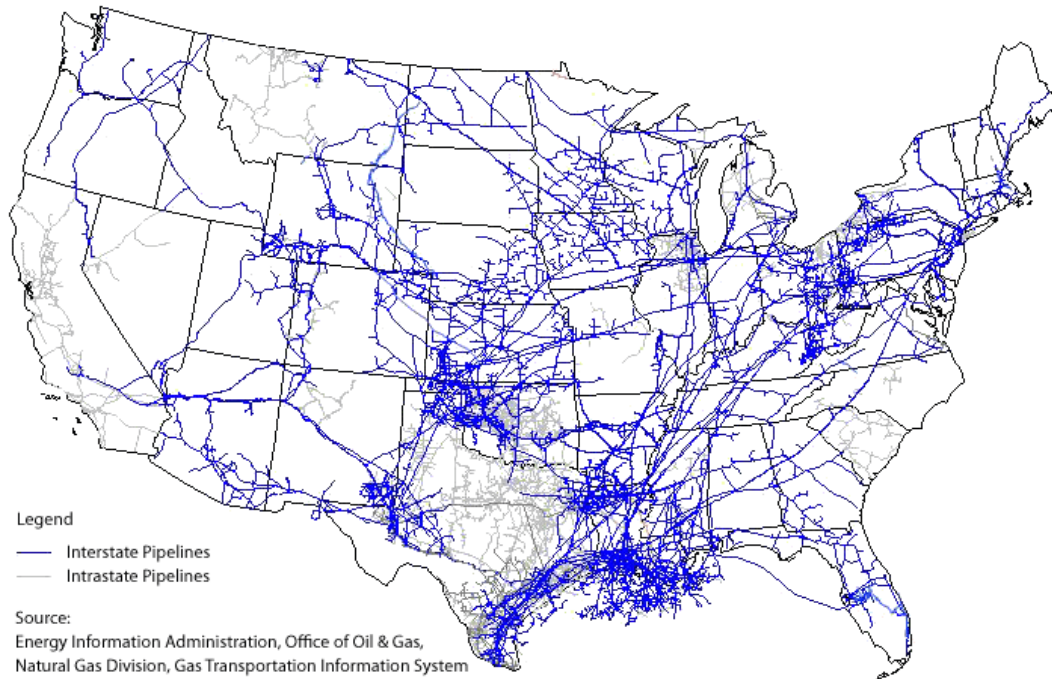 Legend
Interstate Pipelines
Intrastate Pipelines
Source:
Energy Information Administration, Office of Oil & Gas,
Natural Gas Division, Gas Transportation Information System